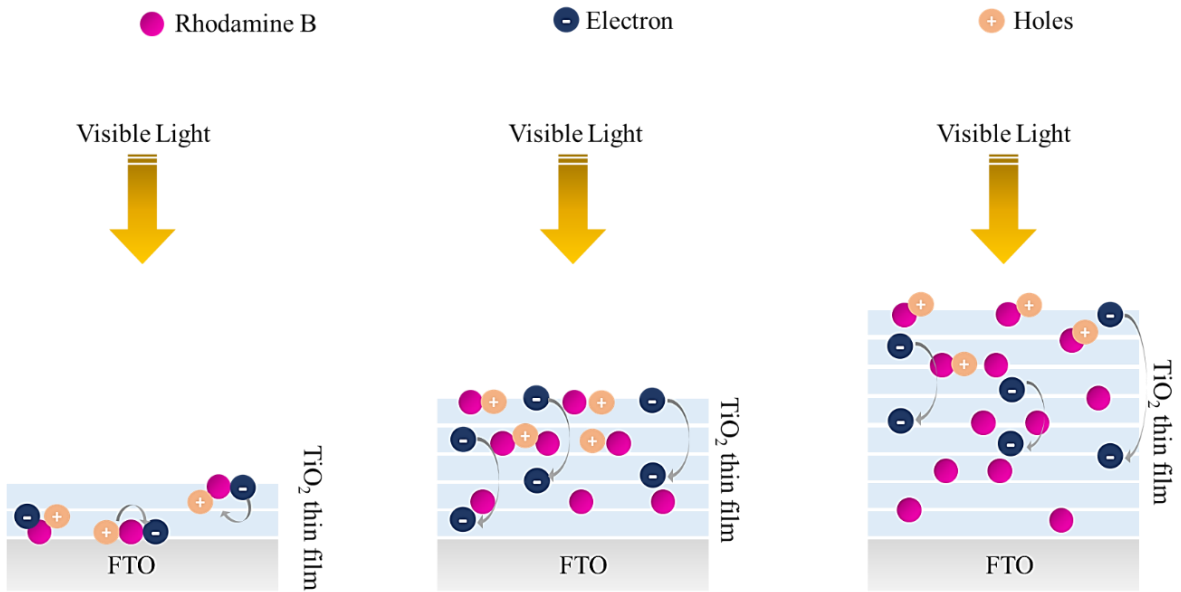 Rhodamine B
- Electron
+ Holes
Visible Light
Visible Light
Visible Light
+ + - -
+ +
- + +
- -
-
- + -
+
+ - +
+ -
TiO₂ thin film
TiO₂ thin film
TiO₂ thin film
+ + -
+
- +
-
- -
-
FTO
FTO
FTO